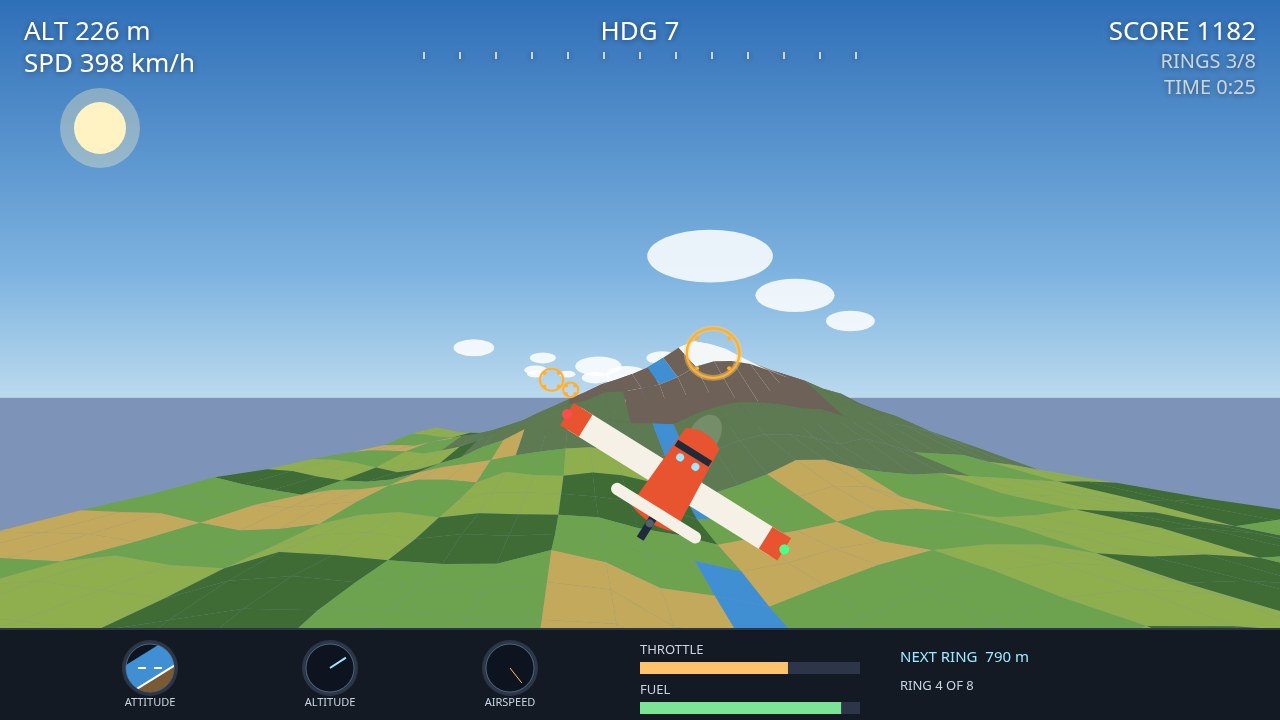 ALT 226 m
SPD 398 km/h
HDG 7
SCORE 1182
RINGS 3/8
TIME 0:25
ATTITUDE
ALTITUDE
AIRSPEED
THROTTLE
FUEL
NEXT RING 790 m
RING 4 OF 8